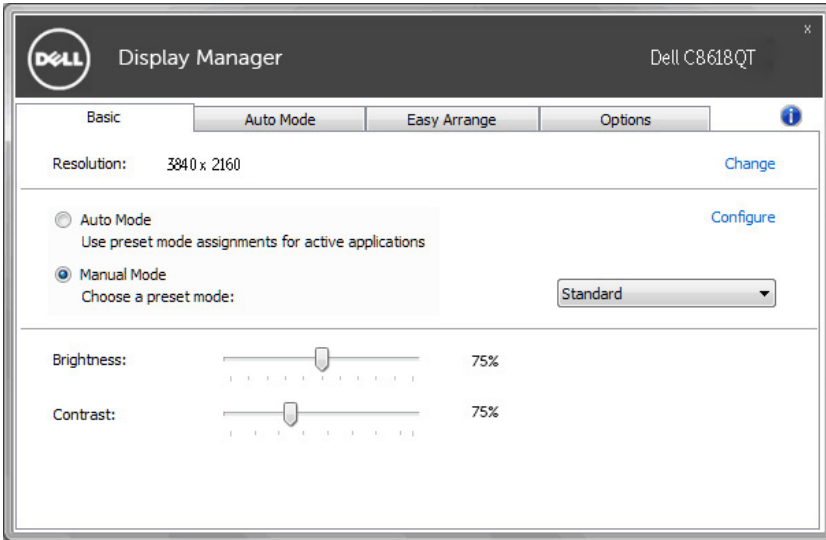 DELL Display Manager Dell C8618QT x
Basic Auto Mode Easy Arrange Options i
Resolution: 3840 x 2160 Change
Auto Mode Configure
Use preset mode assignments for active applications
Manual Mode
Choose a preset mode: Standard
Brightness: 75%
Contrast: 75%